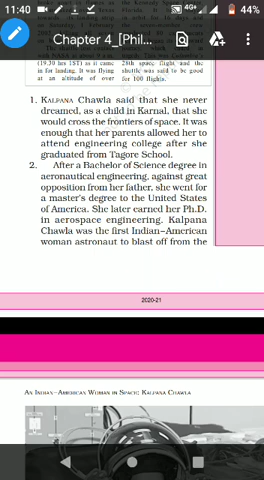 11:40
4G+
44%
Chapter 4_[Phil...
(19.30 hrs IST) as it came
in for landing. It was flying
at an altitude of over
28th space flight, and the
shuttle was said to be good
for 100 flights.
1. KALPANA Chawla said that she never
dreamed, as a child in Karnal, that she
would cross the frontiers of space. It was
enough that her parents allowed her to
attend engineering college after she
graduated from Tagore School.
2. After a Bachelor of Science degree in
aeronautical engineering, against great
opposition from her father, she went for
a master's degree to the United States
of America. She later earned her Ph.D.
in aerospace engineering. Kalpana
Chawla was the first Indian–American
woman astronaut to blast off from the
2020-21
AN INDIAN–AMERICAN WOMAN IN SPACE: KALPANA CHAWLA